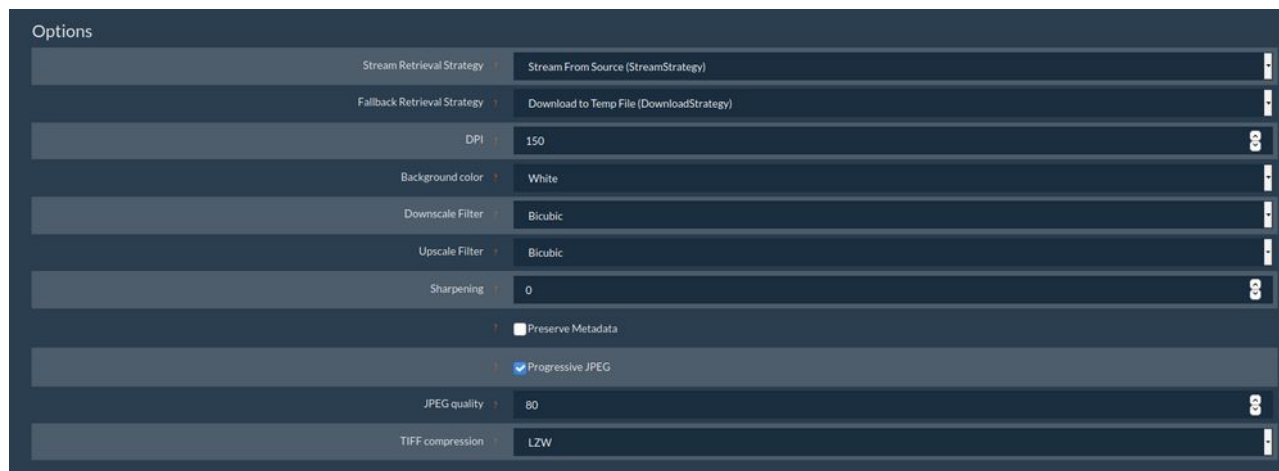 Options
Stream Retrieval Strategy ? Stream From Source (StreamStrategy)
Fallback Retrieval Strategy ? Download to Temp File (DownloadStrategy)
DPI ? 150
Background color ? White
Downscale Filter ? Bicubic
Upscale Filter ? Bicubic
Sharpening ? 0
? Preserve Metadata
? Progressive JPEG
JPEG quality ? 80
TIFF compression ? LZW